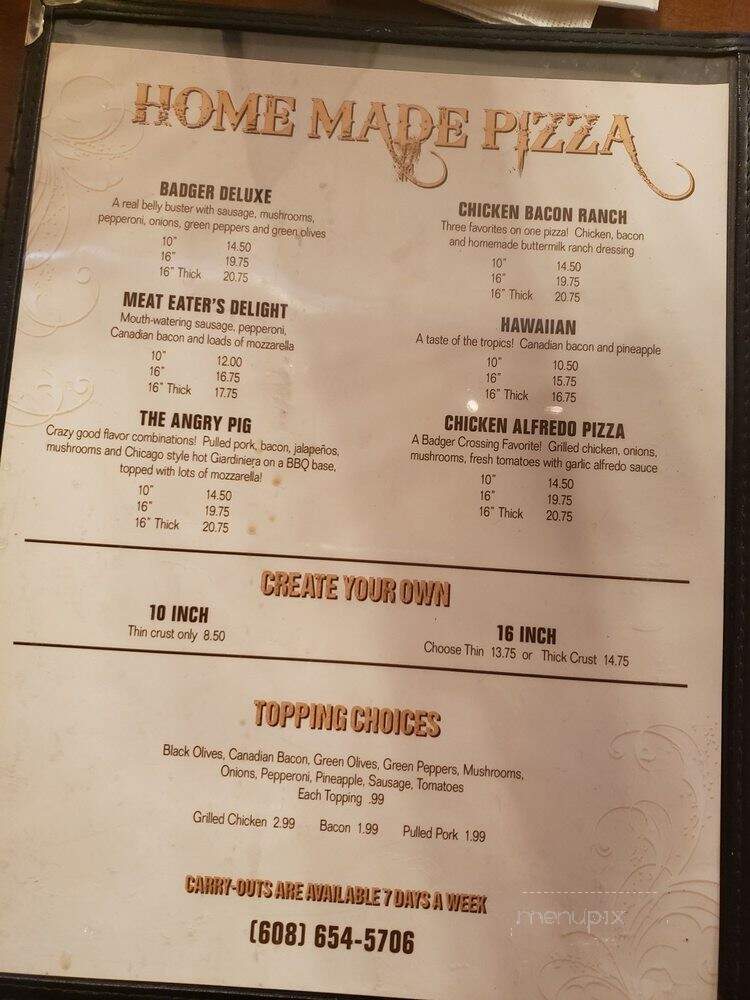 HOME MADE PIZZA
BADGER DELUXE
A real belly buster with sausage, mushrooms,
pepperoni, onions, green peppers and green olives
10" 14.50
16" 19.75
16" Thick 20.75
MEAT EATER'S DELIGHT
Mouth-watering sausage, pepperoni,
Canadian bacon and loads of mozzarella
10" 12.00
16" 16.75
16" Thick 17.75
THE ANGRY PIG
Crazy good flavor combinations! Pulled pork, bacon, jalapeños,
mushrooms and Chicago style hot Giardiniera on a BBQ base,
topped with lots of mozzarella!
10" 14.50
16" 19.75
16" Thick 20.75
CHICKEN BACON RANCH
Three favorites on one pizza! Chicken, bacon
and homemade buttermilk ranch dressing
10" 14.50
16" 19.75
16" Thick 20.75
HAWAIIAN
A taste of the tropics! Canadian bacon and pineapple
10" 10.50
16" 15.75
16" Thick 16.75
CHICKEN ALFREDO PIZZA
A Badger Crossing Favorite! Grilled chicken, onions,
mushrooms, fresh tomatoes with garlic alfredo sauce
10" 14.50
16" 19.75
16" Thick 20.75
CREATE YOUR OWN
10 INCH
Thin crust only 8.50
16 INCH
Choose Thin 13.75 or Thick Crust 14.75
TOPPING CHOICES
Black Olives, Canadian Bacon, Green Olives, Green Peppers, Mushrooms,
Onions, Pepperoni, Pineapple, Sausage, Tomatoes
Each Topping .99
Grilled Chicken 2.99 Bacon 1.99 Pulled Pork 1.99
CARRY-OUTS ARE AVAILABLE 7 DAYS A WEEK
(608) 654-5706
menupix